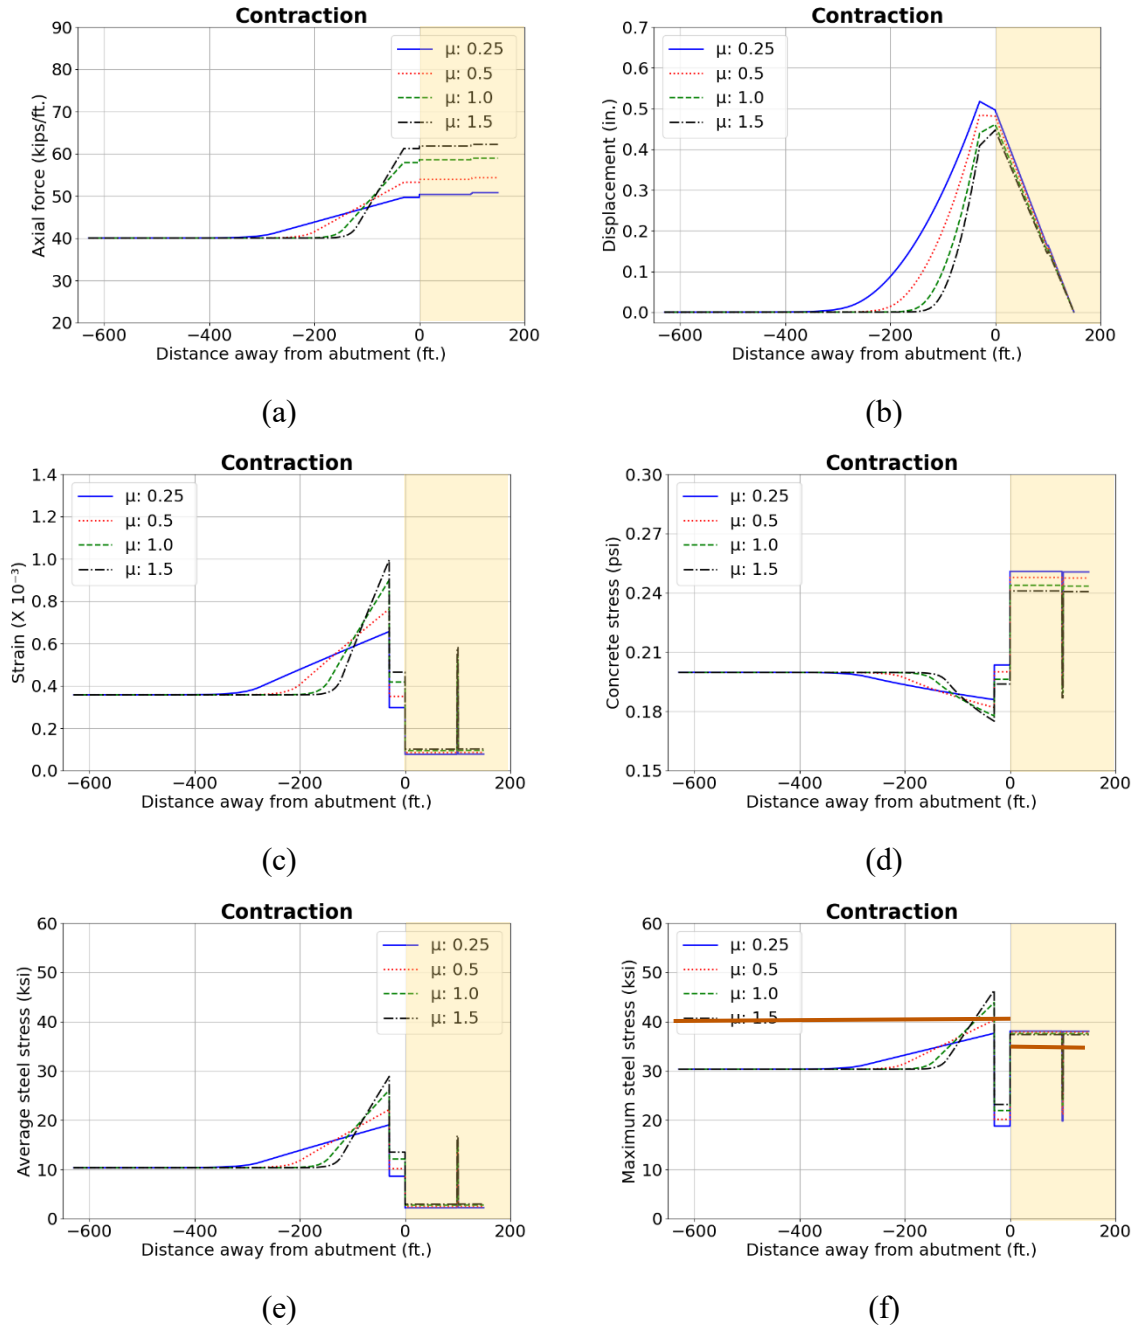 Contraction
Axial force (kips/ft.)
90
80
70
60
50
40
30
20
μ: 0.25
μ: 0.5
μ: 1.0
μ: 1.5
−600 −400 −200 0 200
Distance away from abutment (ft.)
(a)
Contraction
Displacement (in.)
0.7
0.6
0.5
0.4
0.3
0.2
0.1
0.0
μ: 0.25
μ: 0.5
μ: 1.0
μ: 1.5
−600 −400 −200 0 200
Distance away from abutment (ft.)
(b)
Contraction
Strain (X 10⁻³)
1.4
1.2
1.0
0.8
0.6
0.4
0.2
0.0
μ: 0.25
μ: 0.5
μ: 1.0
μ: 1.5
−600 −400 −200 0 200
Distance away from abutment (ft.)
(c)
Contraction
Concrete stress (psi)
0.30
0.27
0.24
0.21
0.18
0.15
μ: 0.25
μ: 0.5
μ: 1.0
μ: 1.5
−600 −400 −200 0 200
Distance away from abutment (ft.)
(d)
Contraction
Average steel stress (ksi)
60
50
40
30
20
10
0
μ: 0.25
μ: 0.5
μ: 1.0
μ: 1.5
−600 −400 −200 0 200
Distance away from abutment (ft.)
(e)
Contraction
Maximum steel stress (ksi)
60
50
40
30
20
10
0
μ: 0.25
μ: 0.5
μ: 1.0
μ: 1.5
−600 −400 −200 0 200
Distance away from abutment (ft.)
(f)